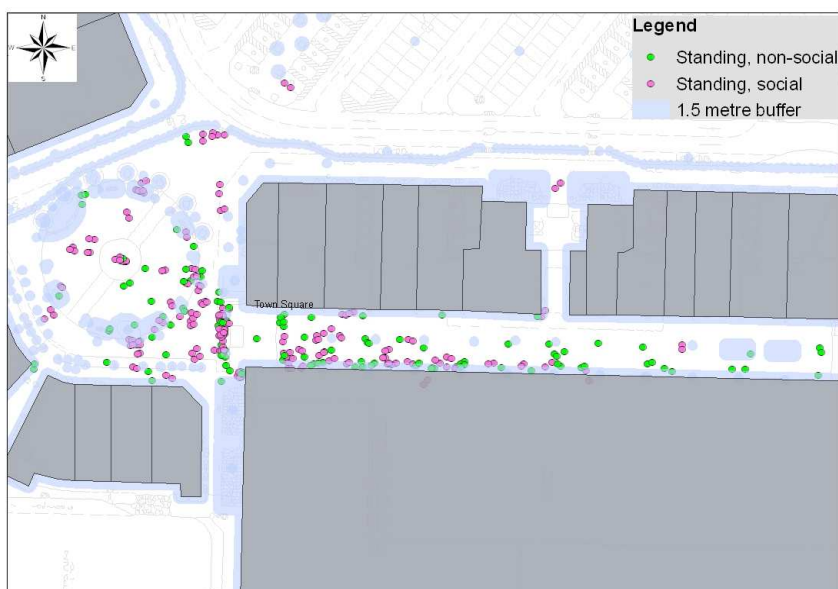 N
W E
S
Legend
Standing, non-social
Standing, social
1.5 metre buffer
Town Square